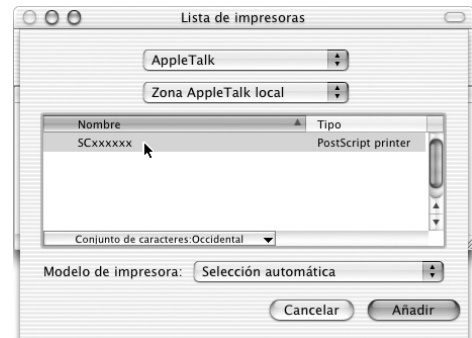 Lista de impresoras
AppleTalk
Zona AppleTalk local
Nombre Tipo
SCxxxxxx PostScript printer
Conjunto de caracteres:Occidental
Modelo de impresora: Selección automática
Cancelar Añadir